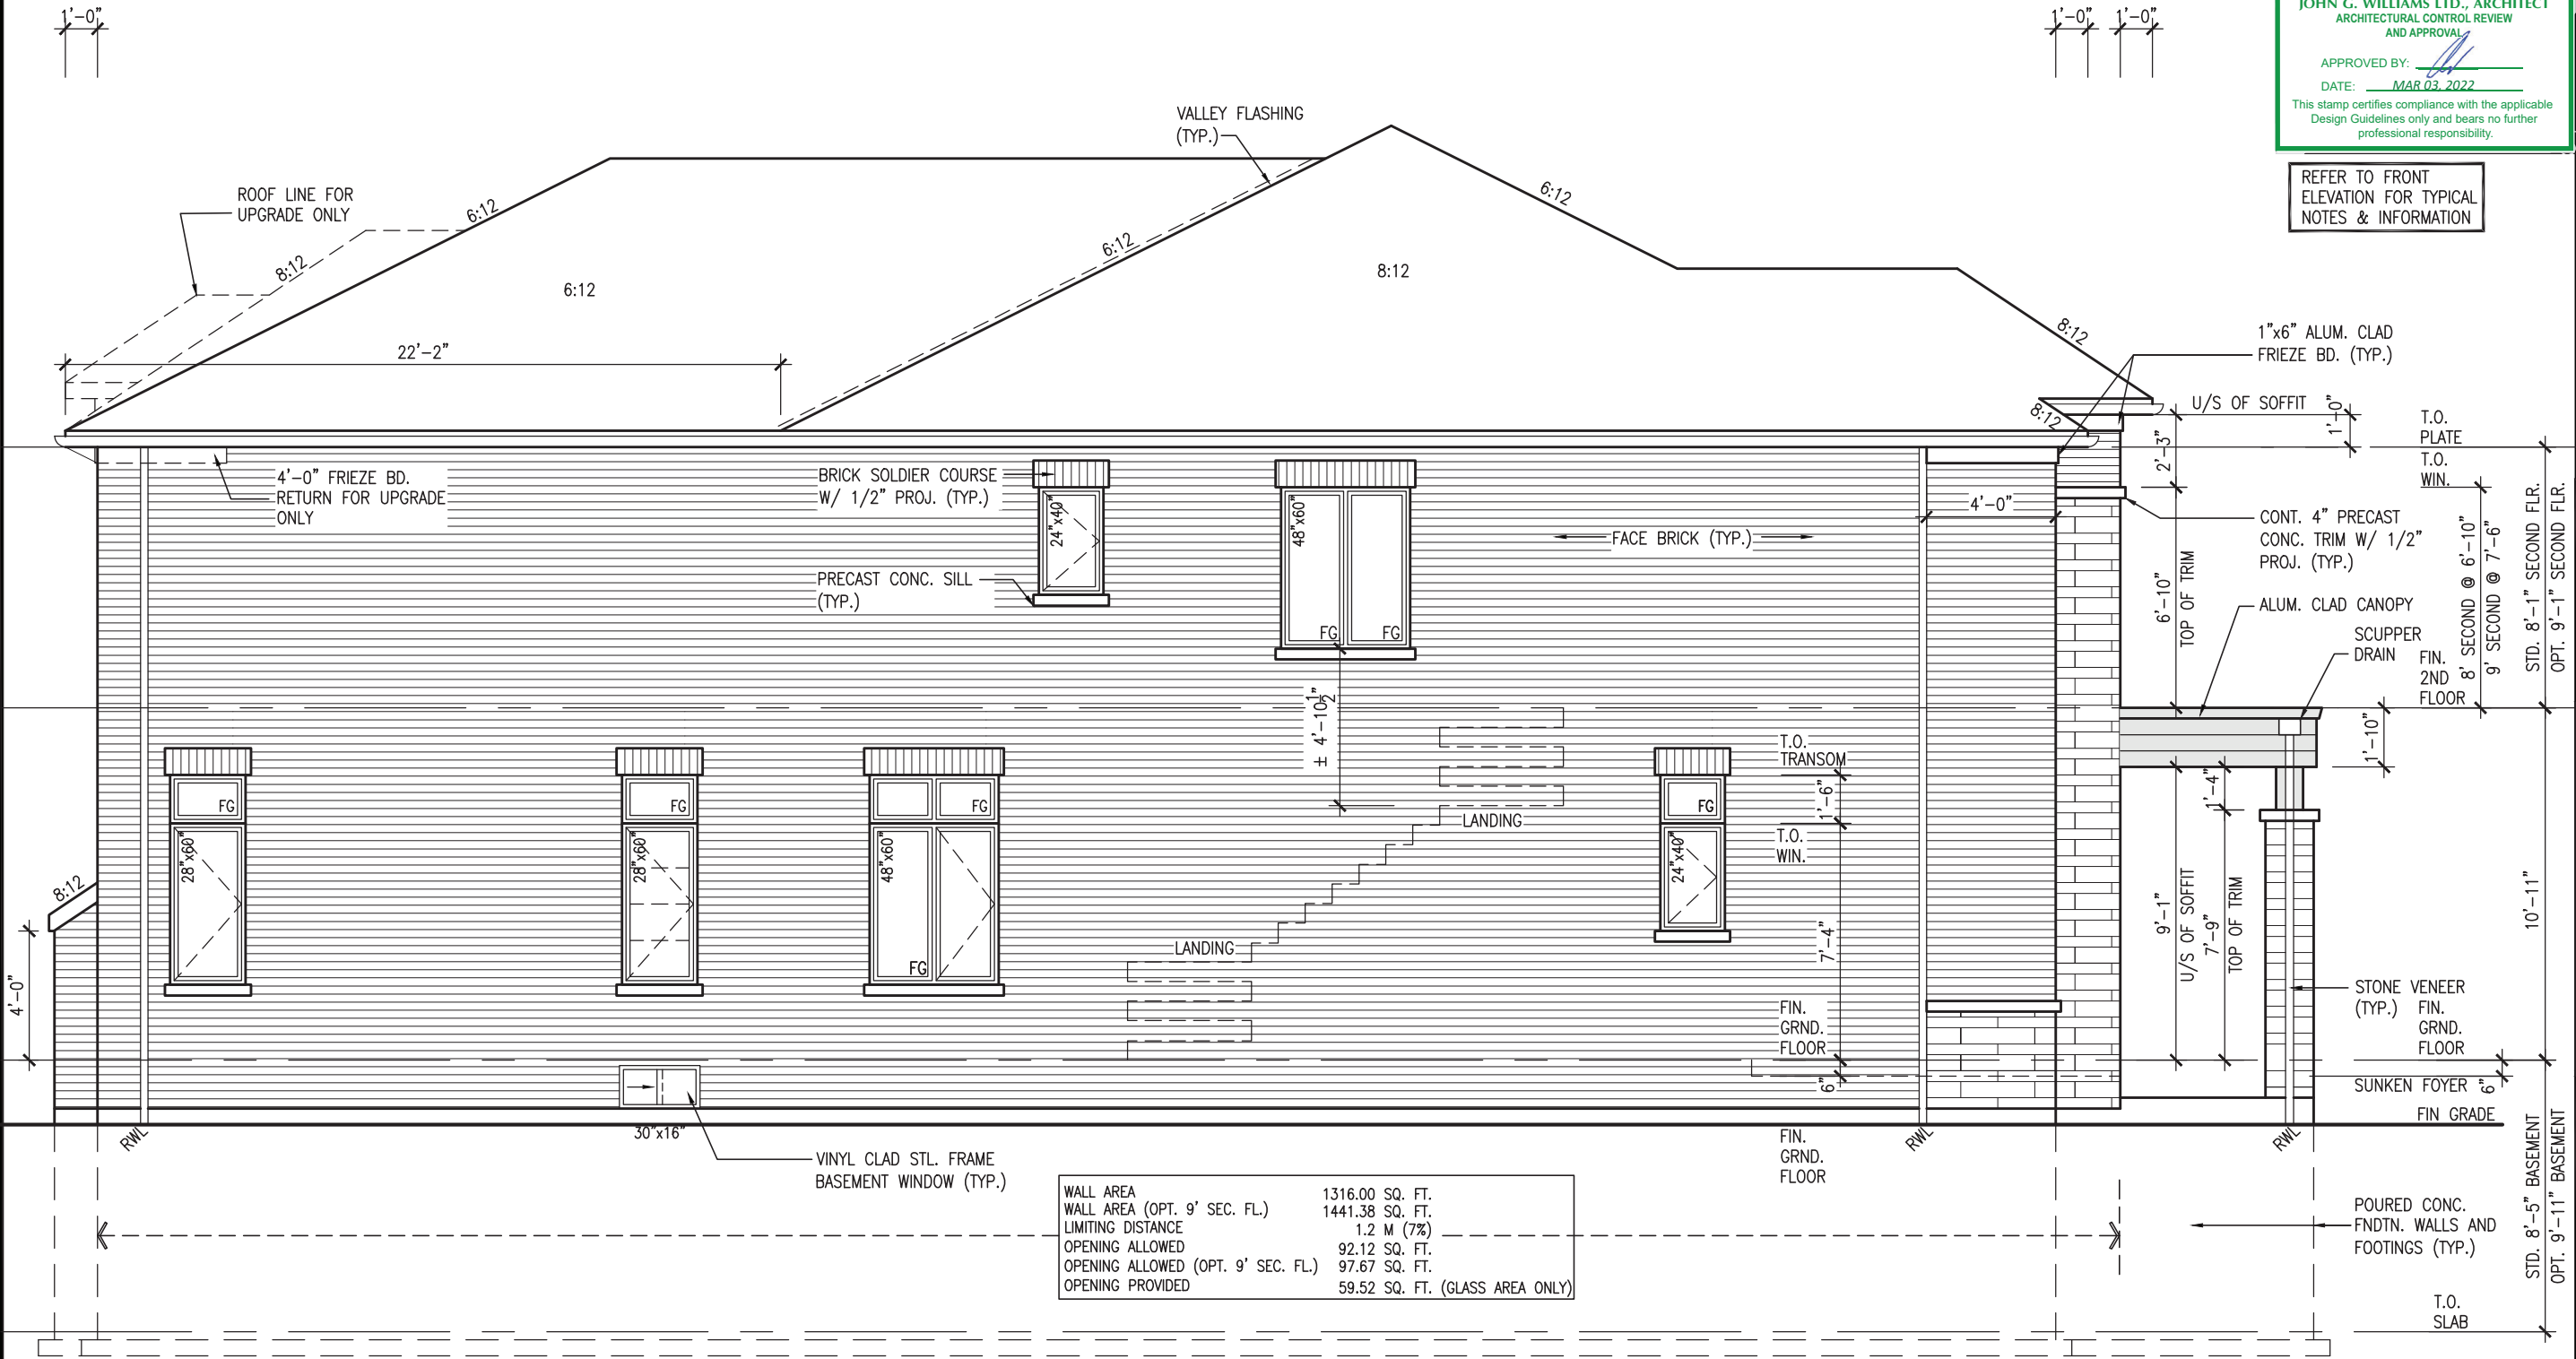 1'-0"
1'-0"
1'-0"
JOHN G. WILLIAMS LTD., ARCHITECT
ARCHITECTURAL CONTROL REVIEW
AND APPROVAL
APPROVED BY:
DATE: MAR 03, 2022
This stamp certifies compliance with the applicable
Design Guidelines only and bears no further
professional responsibility.
REFER TO FRONT
ELEVATION FOR TYPICAL
NOTES & INFORMATION
VALLEY FLASHING
(TYP.)
ROOF LINE FOR
UPGRADE ONLY
6:12
8:12
6:12
6:12
8:12
6:12
8:12
22'-2"
1"x6" ALUM. CLAD
FRIEZE BD. (TYP.)
8:12
U/S OF SOFFIT
1'-0"
2'-3"
T.O.
PLATE
T.O.
WIN.
4'-0" FRIEZE BD.
RETURN FOR UPGRADE
ONLY
BRICK SOLDIER COURSE
W/ 1/2" PROJ. (TYP.)
24"x40"
48"x60"
FG
FG
FACE BRICK (TYP.)
4'-0"
PRECAST CONC. SILL
(TYP.)
CONT. 4" PRECAST
CONC. TRIM W/ 1/2"
PROJ. (TYP.)
6'-10"
TOP OF TRIM
ALUM. CLAD CANOPY
SCUPPER
DRAIN
FIN.
2ND
FLOOR
8' SECOND @ 6'-10"
9' SECOND @ 7'-6"
STD. 8'-1" SECOND FLR.
OPT. 9'-1" SECOND FLR.
± 4'-10 1/2"
1'-10"
T.O.
TRANSOM
1'-6"
T.O.
WIN.
1'-4"
FG
28"x60"
FG
28"x60"
FG
48"x60"
FG
FG
24"x40"
LANDING
LANDING
7'-4"
9'-1"
U/S OF SOFFIT
7'-9"
TOP OF TRIM
10'-11"
8:12
4'-0"
FIN.
GRND.
FLOOR
6"
STONE VENEER
(TYP.)
FIN.
GRND.
FLOOR
SUNKEN FOYER
6"
FIN GRADE
RWL
30"x16"
RWL
RWL
VINYL CLAD STL. FRAME
BASEMENT WINDOW (TYP.)
FIN.
GRND.
FLOOR
WALL AREA 1316.00 SQ. FT.
WALL AREA (OPT. 9' SEC. FL.) 1441.38 SQ. FT.
LIMITING DISTANCE 1.2 M (7%)
OPENING ALLOWED 92.12 SQ. FT.
OPENING ALLOWED (OPT. 9' SEC. FL.) 97.67 SQ. FT.
OPENING PROVIDED 59.52 SQ. FT. (GLASS AREA ONLY)
POURED CONC.
FNDTN. WALLS AND
FOOTINGS (TYP.)
STD. 8'-5" BASEMENT
OPT. 9'-11" BASEMENT
T.O.
SLAB